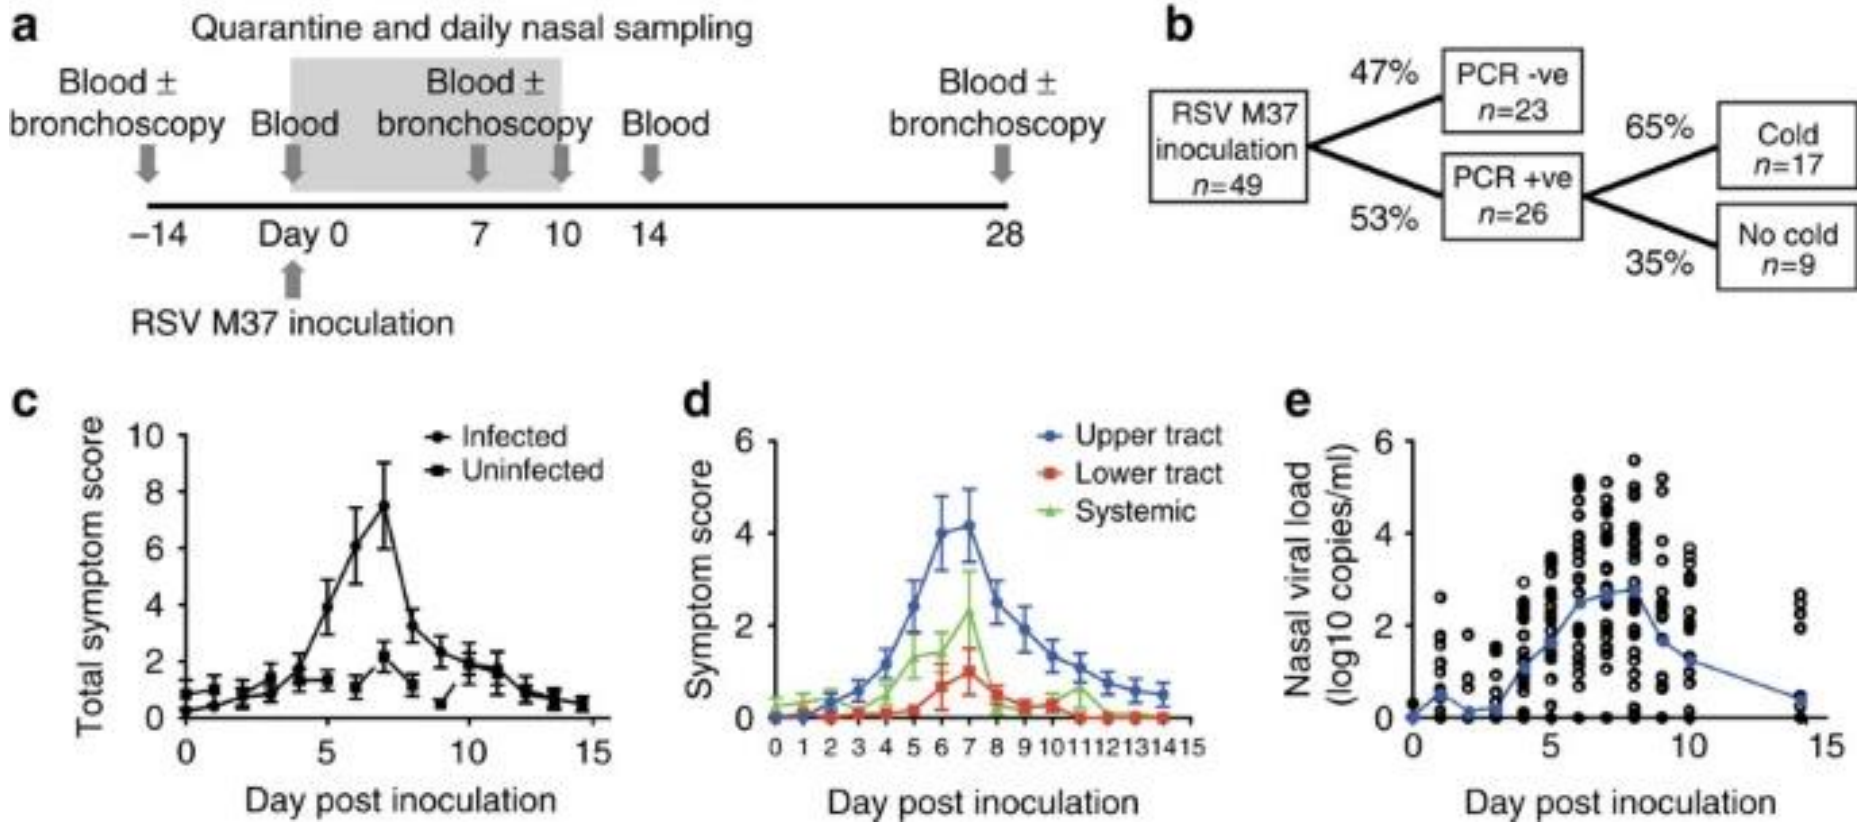 a
Quarantine and daily nasal sampling
Blood ±
bronchoscopy
Blood
Blood ±
bronchoscopy
Blood
Blood ±
bronchoscopy
–14
Day 0
7
10
14
28
RSV M37 inoculation
b
RSV M37
inoculation
n=49
47%
53%
PCR -ve
n=23
PCR +ve
n=26
65%
35%
Cold
n=17
No cold
n=9
c
Total symptom score
10
8
6
4
2
0
Infected
Uninfected
0 5 10 15
Day post inoculation
d
Symptom score
6
4
2
0
Upper tract
Lower tract
Systemic
0 1 2 3 4 5 6 7 8 9 10 11 12 13 14 15
Day post inoculation
e
Nasal viral load
(log10 copies/ml)
6
4
2
0
0 5 10 15
Day post inoculation